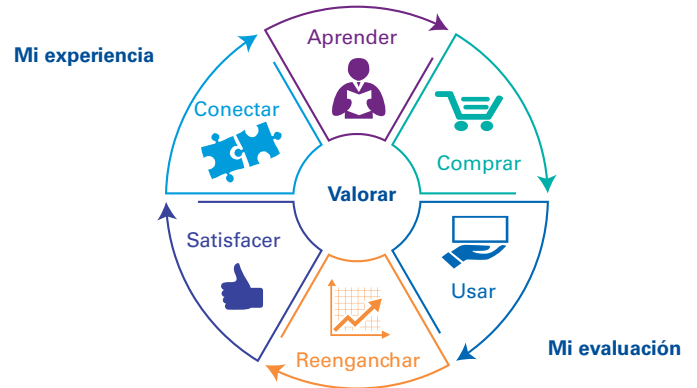 Aprender
Mi experiencia
Conectar
Comprar
Valorar
Satisfacer
Usar
Reenganchar
Mi evaluación